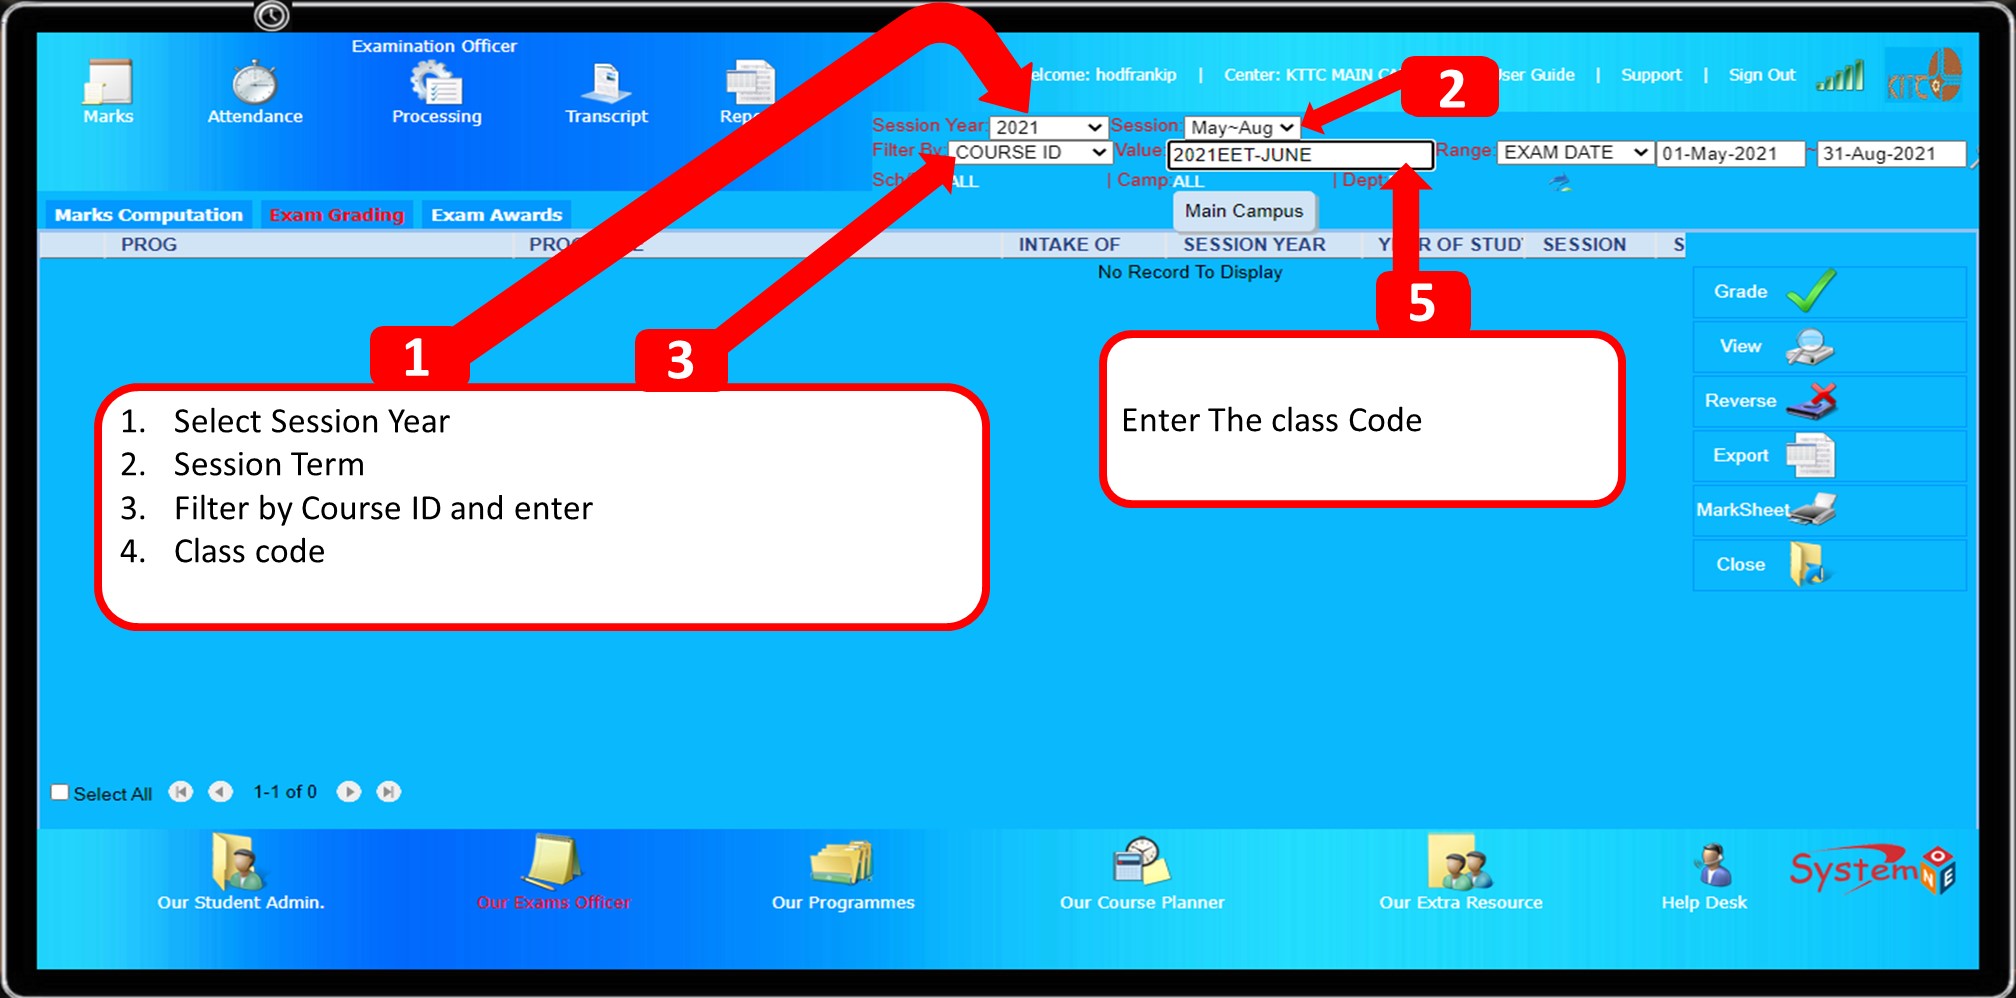 Examination Officer
Marks
Attendance
Processing
Transcript
elcome: hodfrankip | Center: KTTC MAIN
ser Guide | Support | Sign Out
KTTC
2
Session Year: 2021 Session: May~Aug
Filter By: COURSE ID Value: 2021EET-JUNE Range: EXAM DATE 01-May-2021 ~ 31-Aug-2021
ALL | Camp: ALL | Dept
Main Campus
Marks Computation Exam Grading Exam Awards
PROG INTAKE OF SESSION YEAR OF STUD SESSION S
No Record To Display
1
3
5
1. Select Session Year
2. Session Term
3. Filter by Course ID and enter
4. Class code
Enter The class Code
Grade
View
Reverse
Export
MarkSheet
Close
Select All 1-1 of 0
Our Student Admin.
Our Exams Officer
Our Programmes
Our Course Planner
Our Extra Resource
Help Desk
System ONE